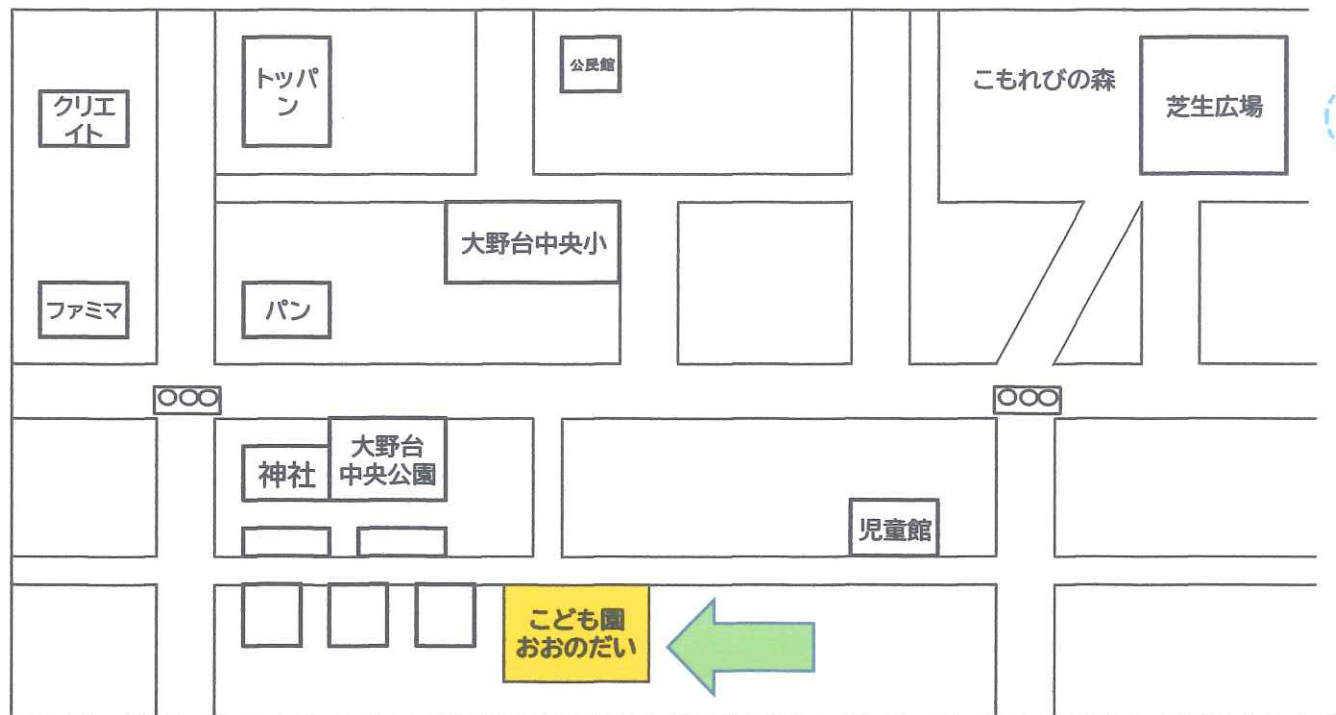 トッパ
ン
公民館
こもれびの森
芝生広場
クリエ
イト
大野台中央小
ファミマ
パン
神社
大野台
中央公園
児童館
こども園
おおのだい